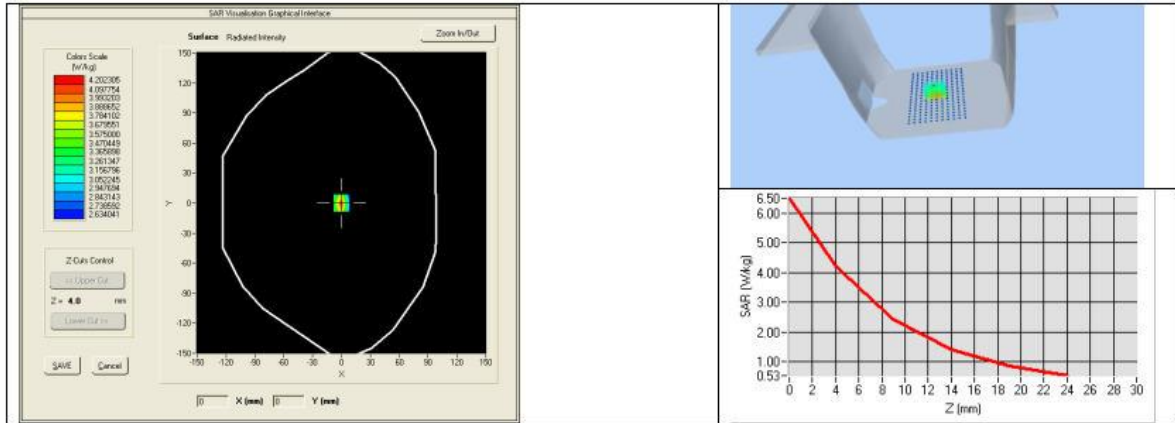 SAR Visualisation Graphical Interface
Surface Radiated Intensity
Zoom In/Out
Colors Scale
(W/kg)
4.202305
4.097754
3.993203
3.888652
3.784102
3.679551
3.575000
3.470449
3.365898
3.261347
3.156796
3.052245
2.947694
2.843143
2.738592
2.634041
150
120
90
60
30
0
-30
-60
-90
-120
-150
Y
-150 -120 -90 -60 -30 0 30 60 90 120 150
X
Z-Cuts Control
<< Upper Cut
Z = 4.0 mm
Lower Cut >>
SAVE Cancel
0 X (mm) 0 Y (mm)
6.50
6.00
5.00
4.00
3.00
2.00
1.00
0.53
SAR (W/kg)
0 2 4 6 8 10 12 14 16 18 20 22 24 26 28 30
Z (mm)